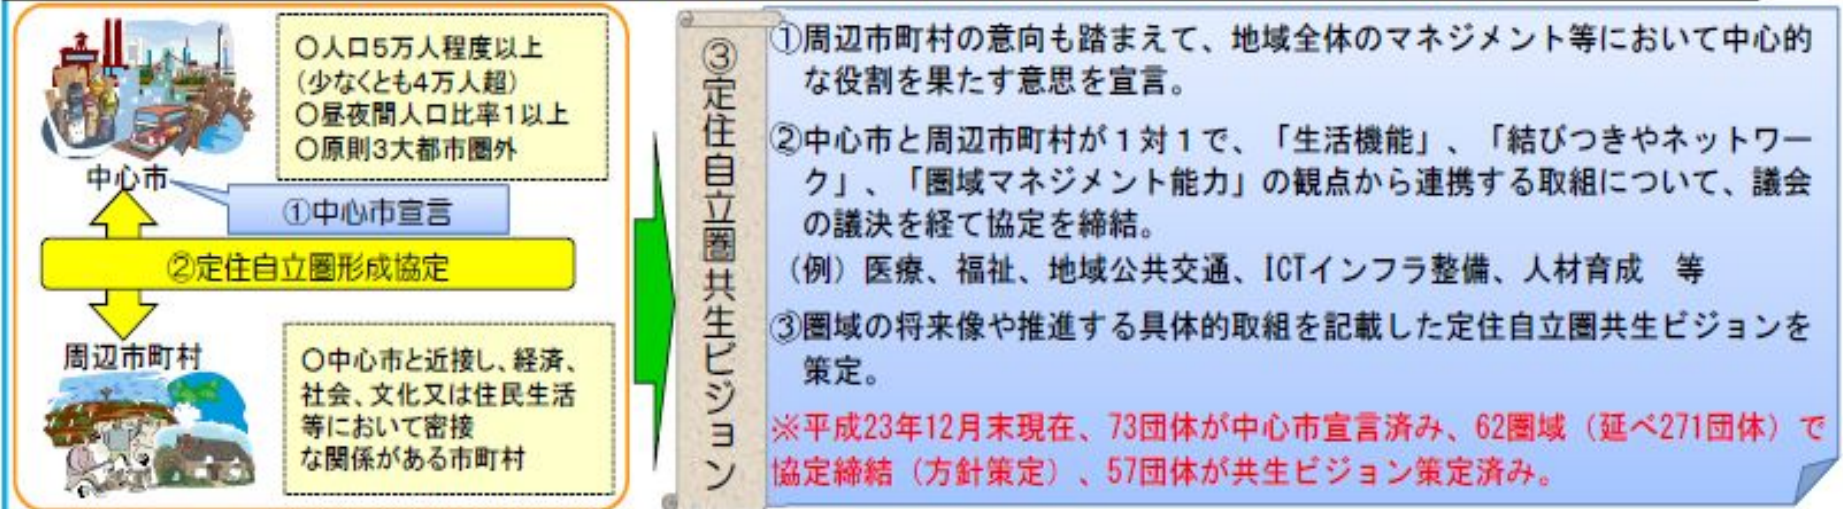 〇人口5万人程度以上
(少なくとも4万人超)
〇昼夜間人口比率1以上
〇原則3大都市圏外
中心市
①中心市宣言
②定住自立圏形成協定
周辺市町村
〇中心市と近接し、経済、
社会、文化又は住民生活
等において密接
な関係がある市町村
③定住自立圏共生ビジョン
①周辺市町村の意向も踏まえて、地域全体のマネジメント等において中心的
な役割を果たす意思を宣言。
②中心市と周辺市町村が１対１で、「生活機能」、「結びつきやネットワー
ク」、「圏域マネジメント能力」の観点から連携する取組について、議会
の議決を経て協定を締結。
（例）医療、福祉、地域公共交通、ICTインフラ整備、人材育成　等
③圏域の将来像や推進する具体的取組を記載した定住自立圏共生ビジョンを
策定。
※平成23年12月末現在、73団体が中心市宣言済み、62圏域（延べ271団体）で
協定締結（方針策定）、57団体が共生ビジョン策定済み。